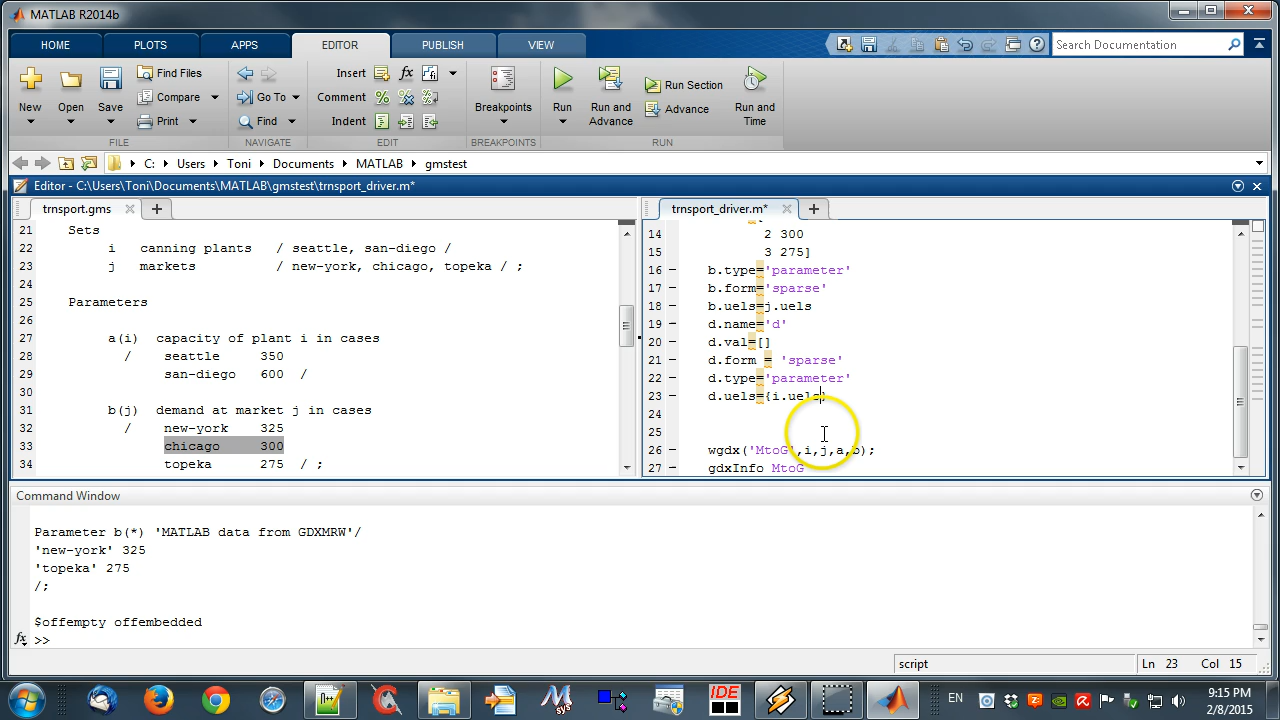 MATLAB R2014b
HOME PLOTS APPS EDITOR PUBLISH VIEW
Search Documentation
New Open Save Find Files Compare Print
Insert Comment Indent
Go To Find
Breakpoints Run Run and Advance Run Section Advance Run and Time
FILE NAVIGATE EDIT BREAKPOINTS RUN
C: Users Toni Documents MATLAB gmstest
Editor - C:\Users\Toni\Documents\MATLAB\gmstest\trnsport_driver.m*
trnsport.gms
21 Sets
22 i canning plants / seattle, san-diego /
23 j markets / new-york, chicago, topeka / ;
24
25 Parameters
26
27 a(i) capacity of plant i in cases
28 / seattle 350
29 san-diego 600 /
30
31 b(j) demand at market j in cases
32 / new-york 325
33 chicago 300
34 topeka 275 / ;
trnsport_driver.m*
14 2 300
15 3 275]
16 b.type='parameter'
17 b.form='sparse'
18 b.uels=j.uels
19 d.name='d'
20 d.val=[]
21 d.form = 'sparse'
22 d.type='parameter'
23 d.uels={i.uels}
24
25
26 wgdx('MtoG',i,j,a,b);
27 gdxInfo MtoG
Command Window
Parameter b(*) 'MATLAB data from GDXMRW'/
'new-york' 325
'topeka' 275
/;
$offempty offembedded
fx >>
script Ln 23 Col 15
EN
9:15 PM
2/8/2015